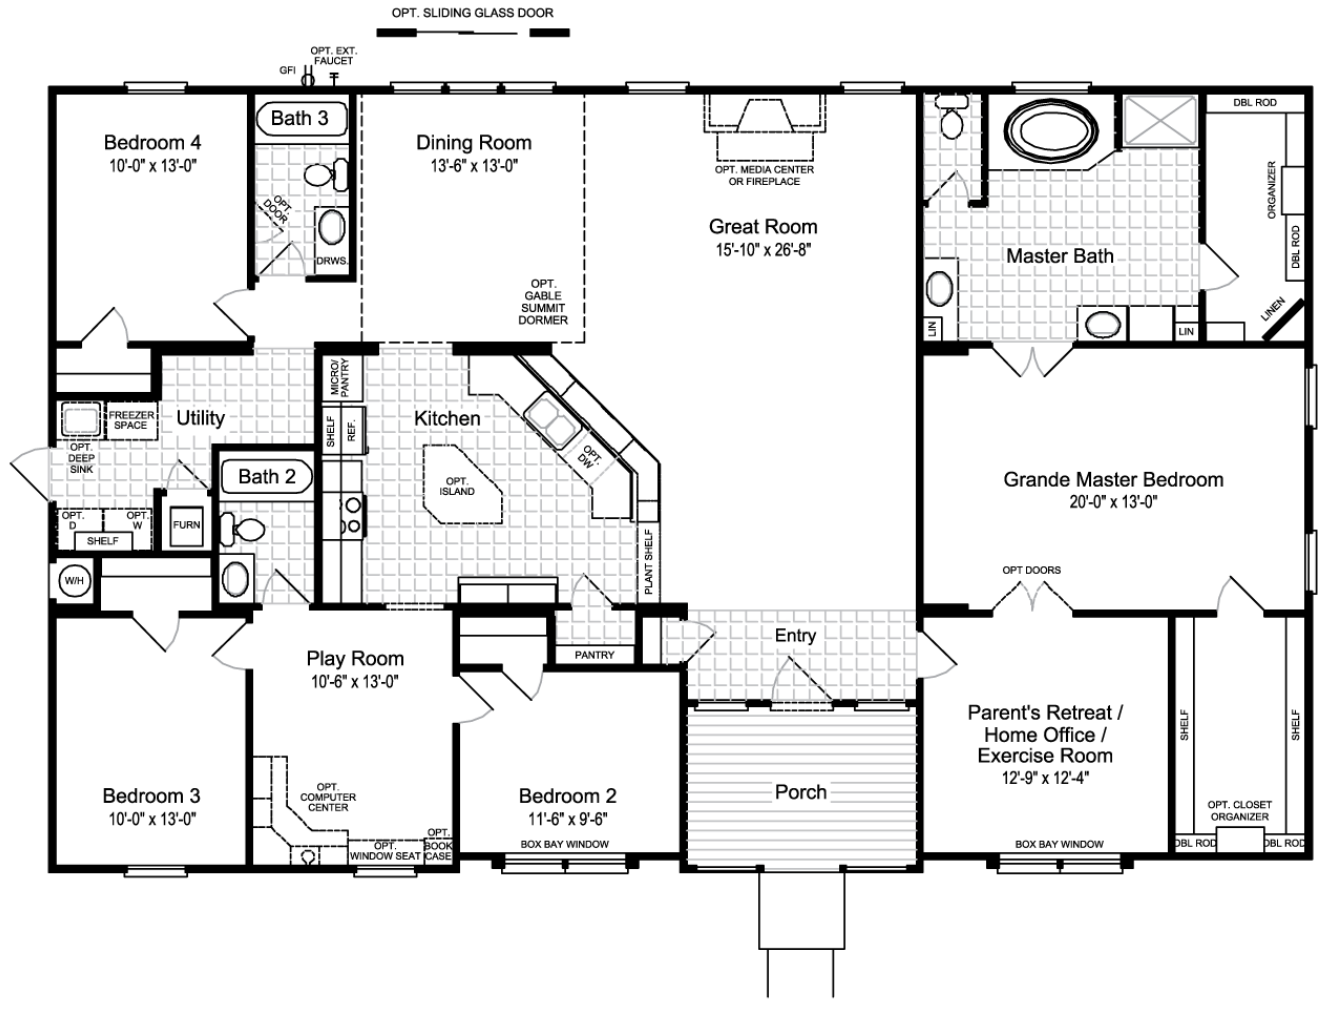 OPT. SLIDING GLASS DOOR
OPT. EXT.
FAUCET
GFI
Bedroom 4
10'-0" x 13'-0"
Bath 3
OPT.
DOOR
DRWS.
Dining Room
13'-6" x 13'-0"
OPT.
GABLE
SUMMIT
DORMER
OPT. MEDIA CENTER
OR FIREPLACE
Great Room
15'-10" x 26'-8"
Master Bath
LIN
LIN
DBL ROD
ORGANIZER
DBL ROD
LINEN
MICRO/
PANTRY
SHELF
REF.
Kitchen
OPT.
ISLAND
OPT.
DW
PLANT SHELF
PANTRY
Utility
FREEZER
SPACE
OPT.
DEEP
SINK
OPT.
D
OPT.
W
SHELF
FURN
W/H
Bath 2
Grande Master Bedroom
20'-0" x 13'-0"
OPT DOORS
Entry
Play Room
10'-6" x 13'-0"
OPT.
COMPUTER
CENTER
OPT.
WINDOW SEAT
OPT.
BOOK
CASE
Bedroom 3
10'-0" x 13'-0"
Bedroom 2
11'-6" x 9'-6"
BOX BAY WINDOW
Porch
Parent's Retreat /
Home Office /
Exercise Room
12'-9" x 12'-4"
BOX BAY WINDOW
SHELF
SHELF
OPT. CLOSET
ORGANIZER
DBL ROD
DBL ROD